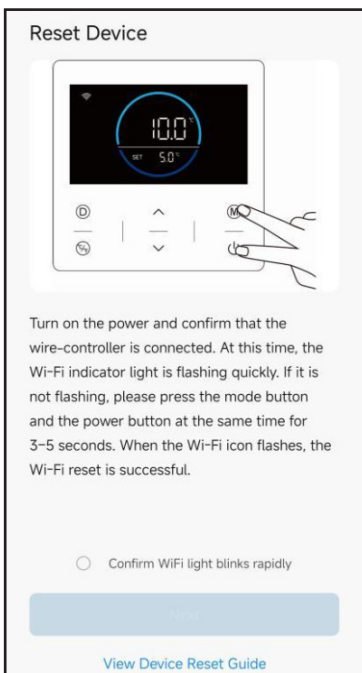 Reset Device
10.0 °C
SET 5.0 °C
D
M
Turn on the power and confirm that the
wire-controller is connected. At this time, the
Wi-Fi indicator light is flashing quickly. If it is
not flashing, please press the mode button
and the power button at the same time for
3-5 seconds. When the Wi-Fi icon flashes, the
Wi-Fi reset is successful.
Confirm WiFi light blinks rapidly
Next
View Device Reset Guide